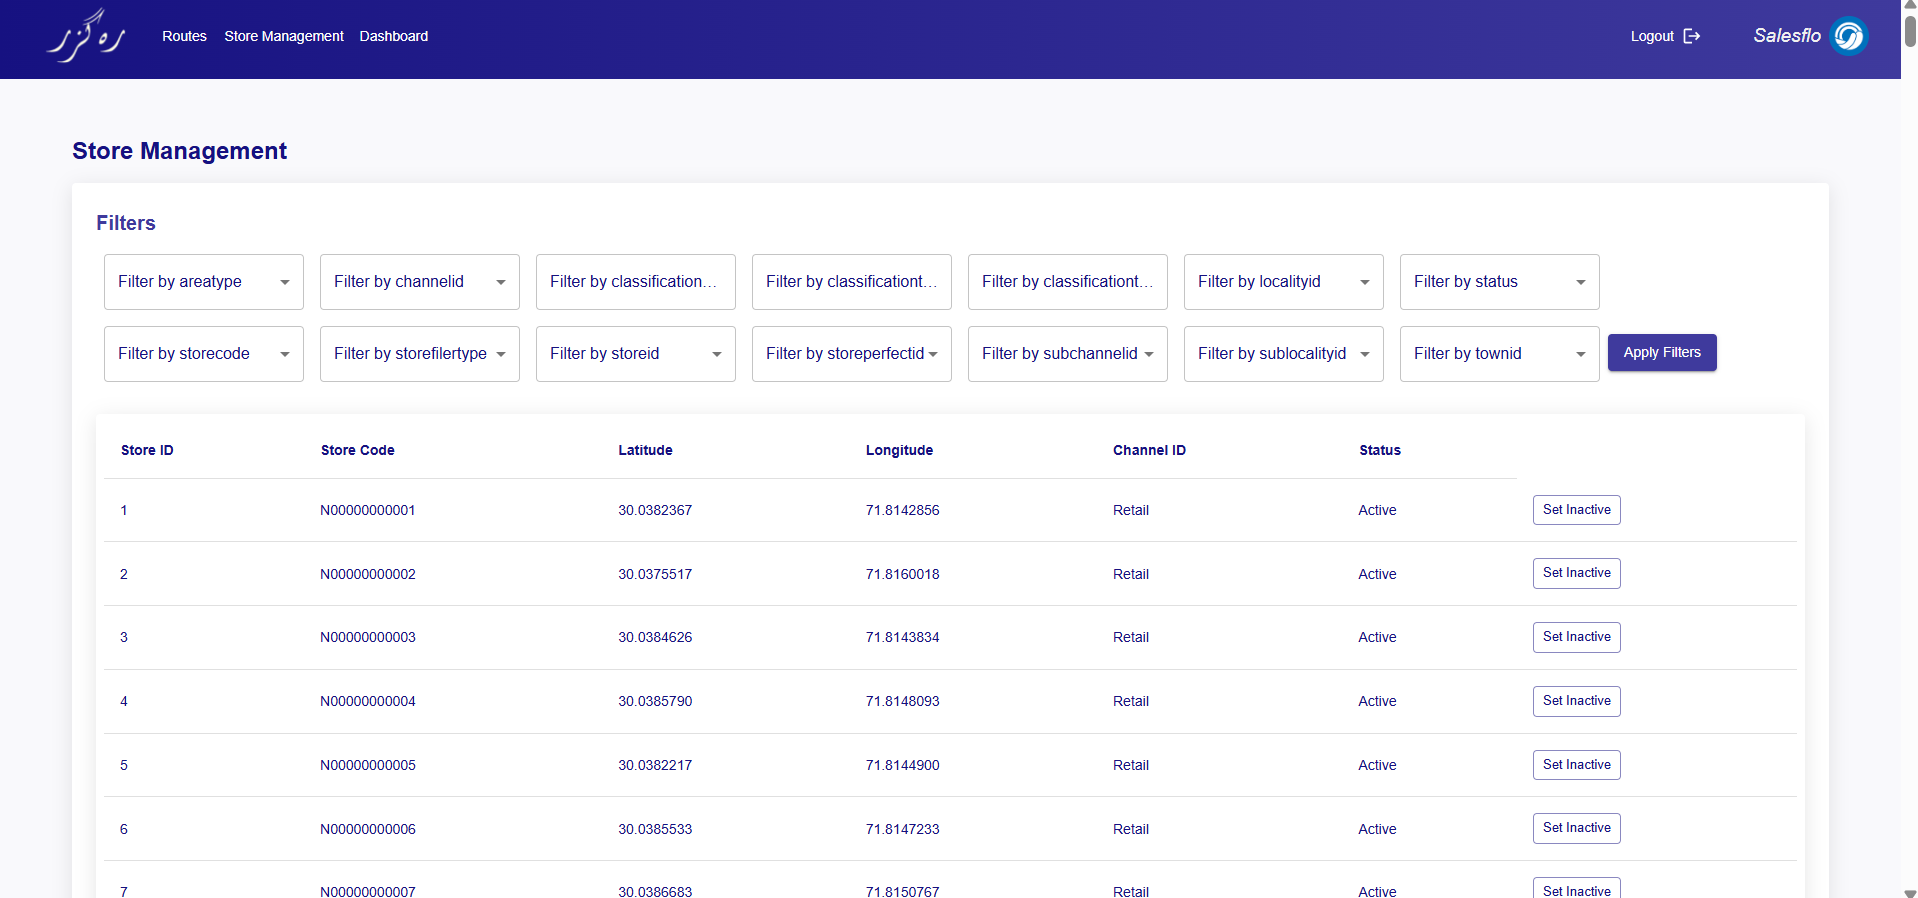 رہ گزر
Routes Store Management Dashboard Logout Salesflo
Store Management
Filters
Filter by areatype Filter by channelid Filter by classification... Filter by classificationt... Filter by classificationt... Filter by localityid Filter by status
Filter by storecode Filter by storefilertype Filter by storeid Filter by storeperfectid Filter by subchannelid Filter by sublocalityid Filter by townid Apply Filters
Store ID Store Code Latitude Longitude Channel ID Status
1 N00000000001 30.0382367 71.8142856 Retail Active Set Inactive
2 N00000000002 30.0375517 71.8160018 Retail Active Set Inactive
3 N00000000003 30.0384626 71.8143834 Retail Active Set Inactive
4 N00000000004 30.0385790 71.8148093 Retail Active Set Inactive
5 N00000000005 30.0382217 71.8144900 Retail Active Set Inactive
6 N00000000006 30.0385533 71.8147233 Retail Active Set Inactive
7 N00000000007 30.0386683 71.8150767 Retail Active Set Inactive